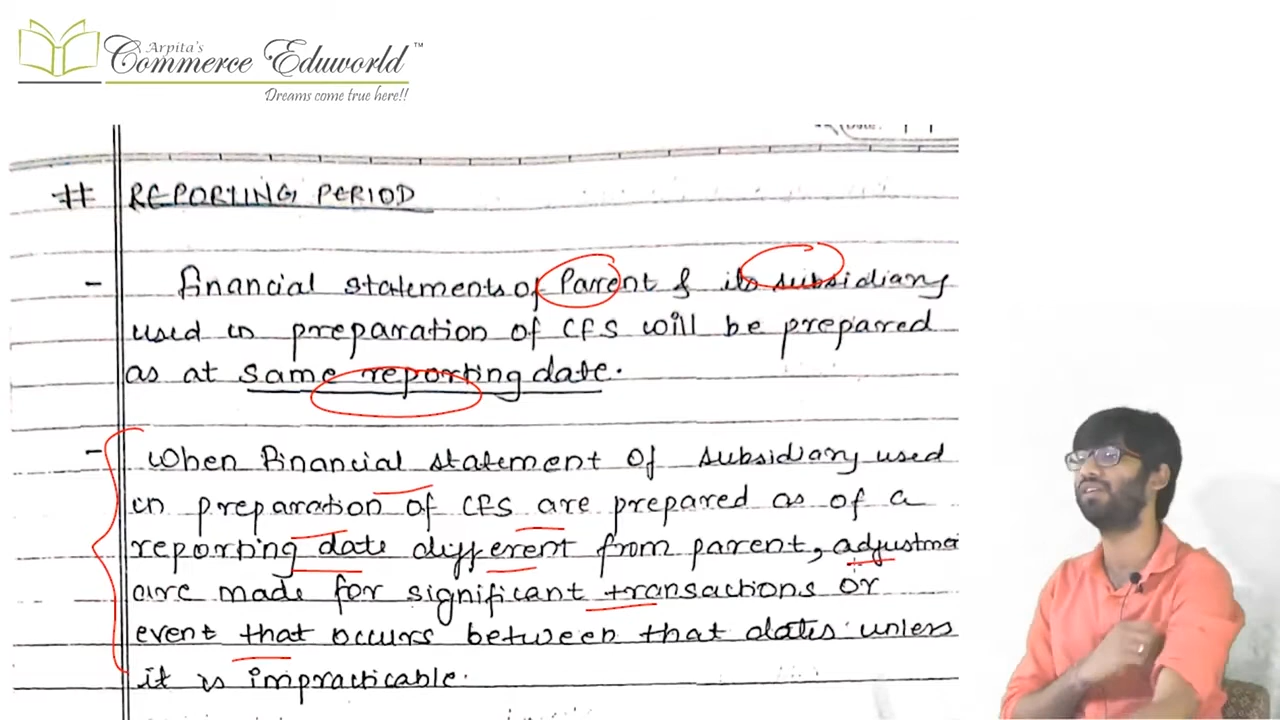 Arpita's
Commerce Eduworld™
Dreams come true here!!
# REPORTING PERIOD
- Financial statements of Parent & its subsidiary
used in preparation of CFS will be prepared
as at same reporting date.
- When Financial statement of subsidiary used
in preparation of CFS are prepared as of a
reporting date different from parent, adjustme
are made for significant transactions or
event that occurs between that dates unless
it is impracticable.